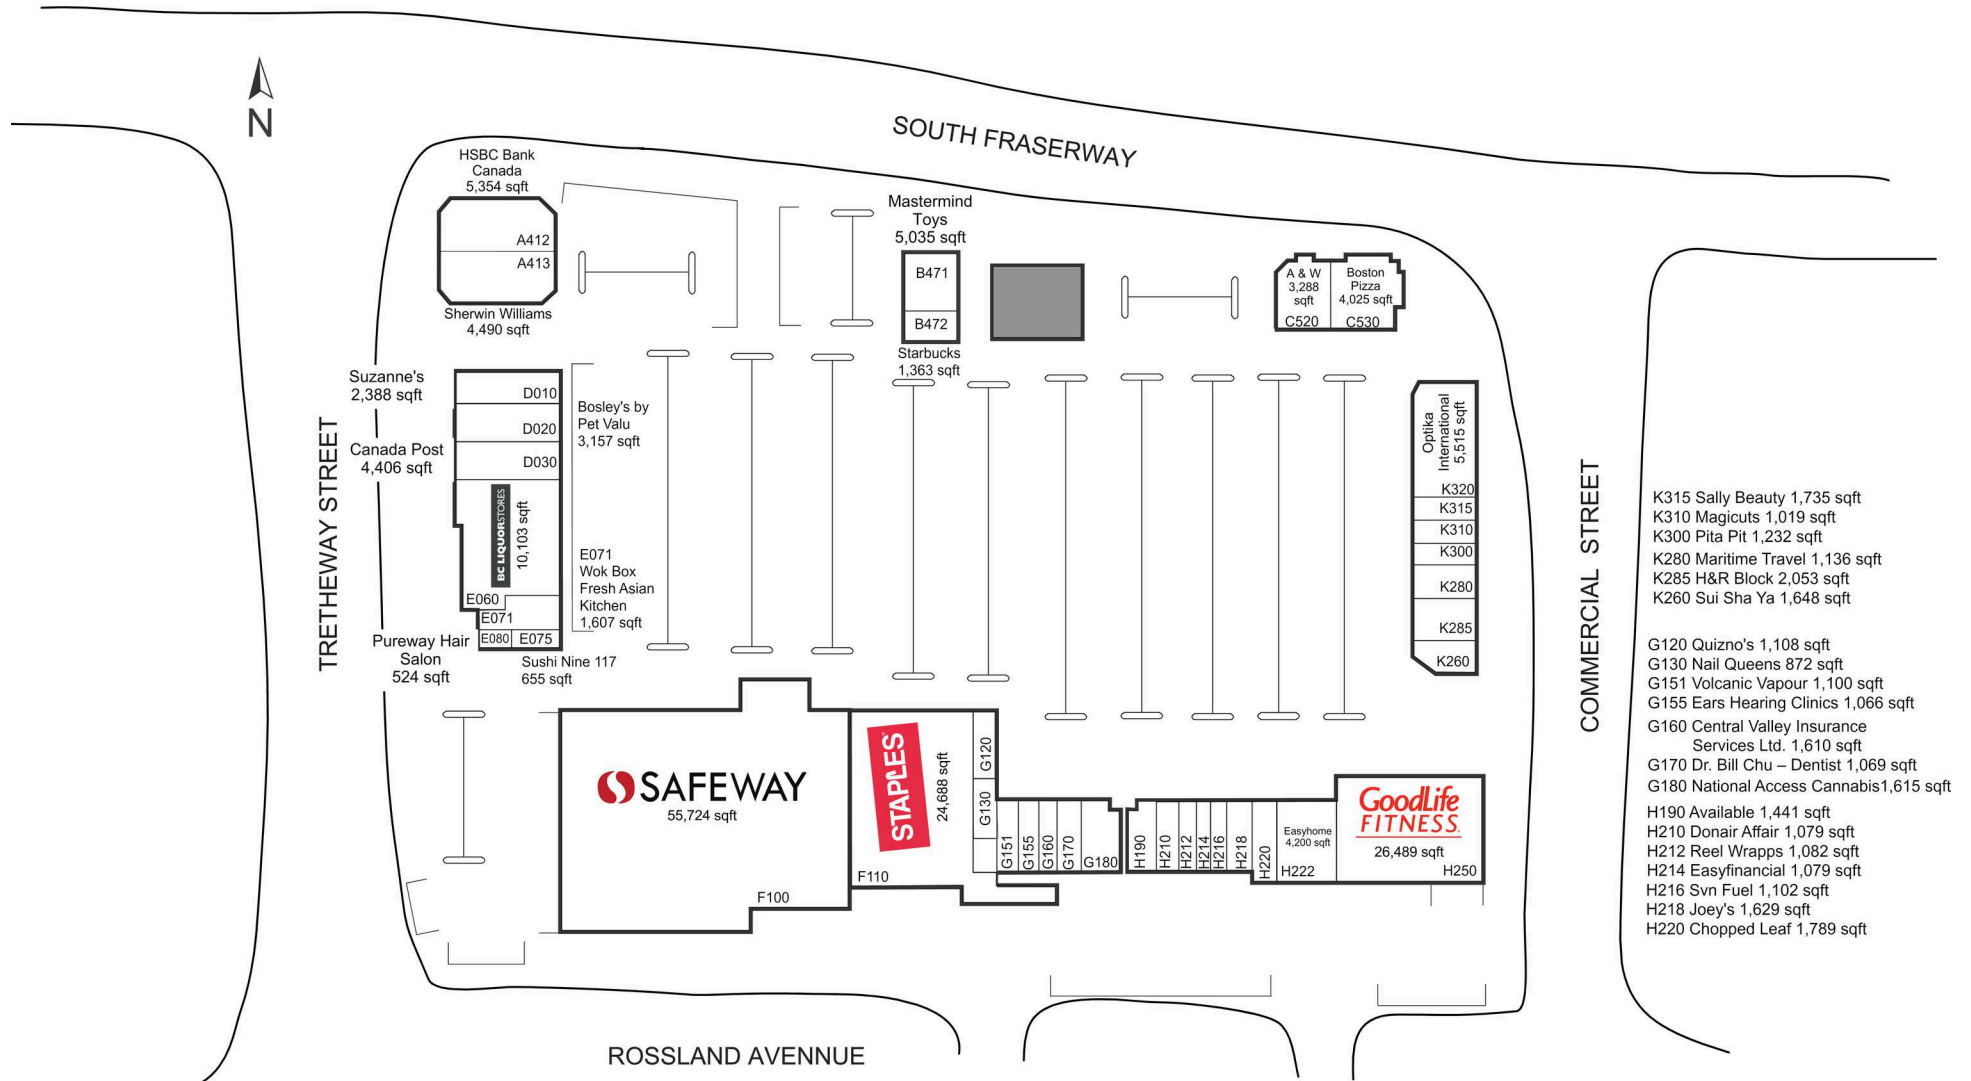 N
SOUTH FRASERWAY
HSBC Bank
Canada
5,354 sqft
A412
A413
Sherwin Williams
4,490 sqft
Mastermind
Toys
5,035 sqft
B471
B472
Starbucks
1,363 sqft
A & W
3,288
sqft
C520
Boston
Pizza
4,025 sqft
C530
Suzanne's
2,388 sqft
D010
D020
Bosley's by
Pet Valu
3,157 sqft
Canada Post
4,406 sqft
D030
TRETHEWAY STREET
BC LIQUORSTORES
10,103 sqft
E060
E071
E080
E075
E071
Wok Box
Fresh Asian
Kitchen
1,607 sqft
Pureway Hair
Salon
524 sqft
Sushi Nine 117
655 sqft
Optika
International
5,515 sqft
K320
K315
K310
K300
K280
K285
K260
COMMERCIAL STREET
K315 Sally Beauty 1,735 sqft
K310 Magicuts 1,019 sqft
K300 Pita Pit 1,232 sqft
K280 Maritime Travel 1,136 sqft
K285 H&R Block 2,053 sqft
K260 Sui Sha Ya 1,648 sqft
G120 Quizno's 1,108 sqft
G130 Nail Queens 872 sqft
G151 Volcanic Vapour 1,100 sqft
G155 Ears Hearing Clinics 1,066 sqft
G160 Central Valley Insurance
Services Ltd. 1,610 sqft
G170 Dr. Bill Chu – Dentist 1,069 sqft
G180 National Access Cannabis1,615 sqft
H190 Available 1,441 sqft
H210 Donair Affair 1,079 sqft
H212 Reel Wrapps 1,082 sqft
H214 Easyfinancial 1,079 sqft
H216 Svn Fuel 1,102 sqft
H218 Joey's 1,629 sqft
H220 Chopped Leaf 1,789 sqft
SAFEWAY
55,724 sqft
F100
STAPLES
24,688 sqft
F110
G120
G130
G151
G155
G160
G170
G180
H190
H210
H212
H214
H216
H218
H220
Easyhome
4,200 sqft
H222
GoodLife
FITNESS
26,489 sqft
H250
ROSSLAND AVENNUE